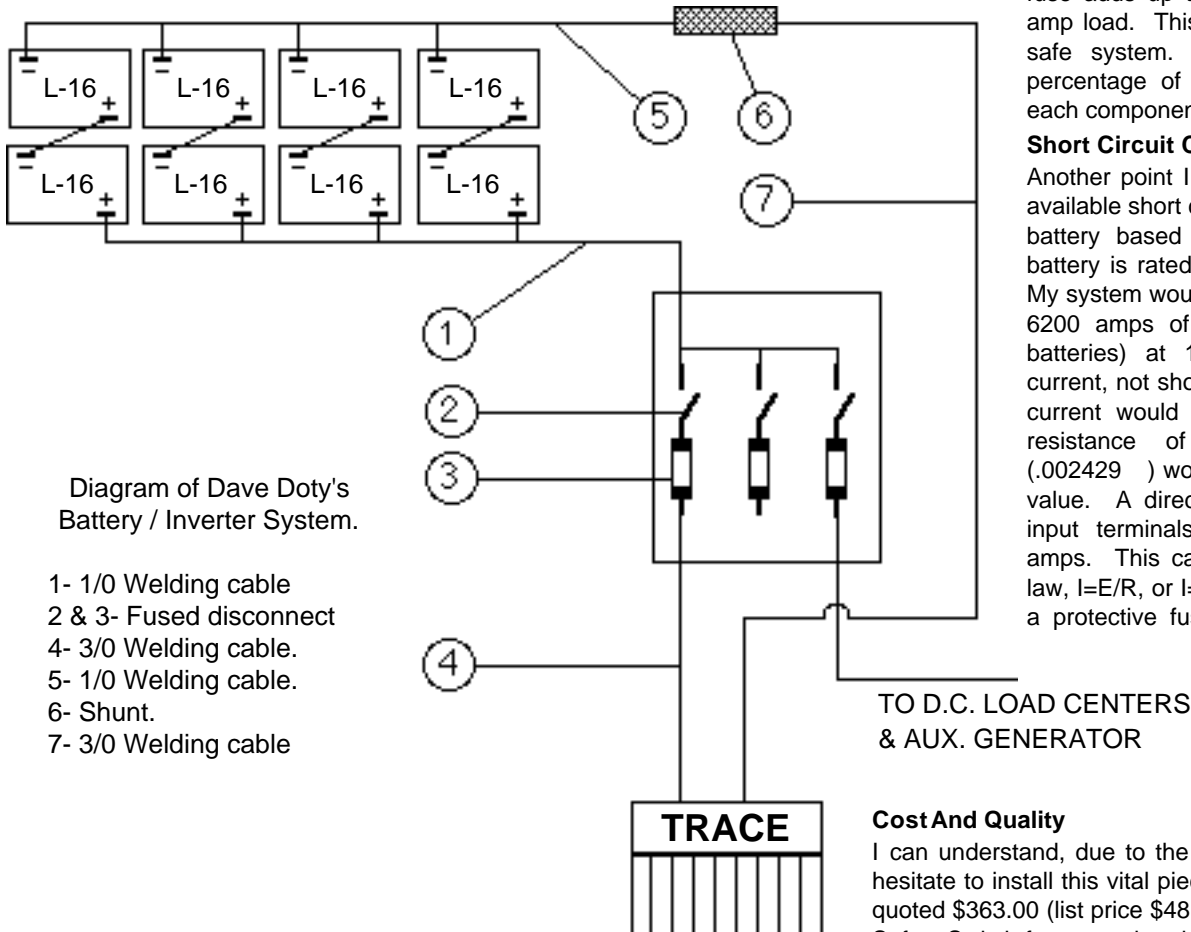 L-16 L-16 L-16 L-16
L-16 L-16 L-16 L-16
5
6
7
1
2
3
4
Diagram of Dave Doty's
Battery / Inverter System.
1- 1/0 Welding cable
2 & 3- Fused disconnect
4- 3/0 Welding cable.
5- 1/0 Welding cable.
6- Shunt.
7- 3/0 Welding cable
TO D.C. LOAD CENTERS
& AUX. GENERATOR
TRACE
amp load. This
safe system.
percentage of
each componen
Short Circuit C
Another point I
available short c
battery based
battery is rated
My system wou
6200 amps of
batteries) at 1
current, not sho
current would
resistance of
(.002429 ) wo
value. A direc
input terminals
amps. This ca
law, I=E/R, or I=
a protective fu
Cost And Quality
I can understand, due to the
hesitate to install this vital piec
quoted $363.00 (list price $48